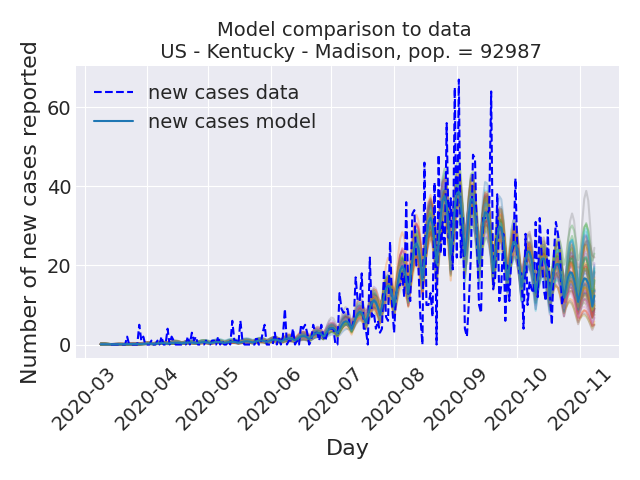 Model comparison to data
US - Kentucky - Madison, pop. = 92987
Number of new cases reported
60
40
20
0
new cases data
new cases model
2020-03
2020-04
2020-05
2020-06
2020-07
2020-08
2020-09
2020-10
2020-11
Day